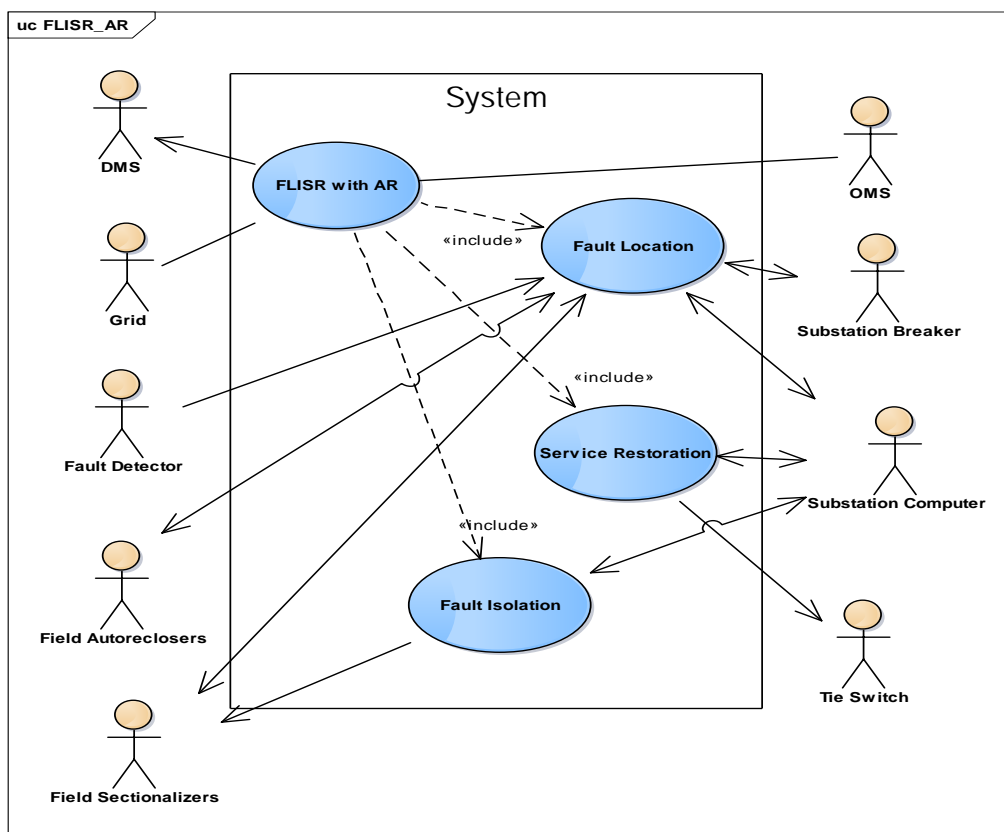 uc FLISR_AR
System
DMS
FLISR with AR
OMS
«include»
Fault Location
Grid
Substation Breaker
«include»
Fault Detector
Service Restoration
Substation Computer
«include»
Fault Isolation
Field Autoreclosers
Tie Switch
Field Sectionalizers